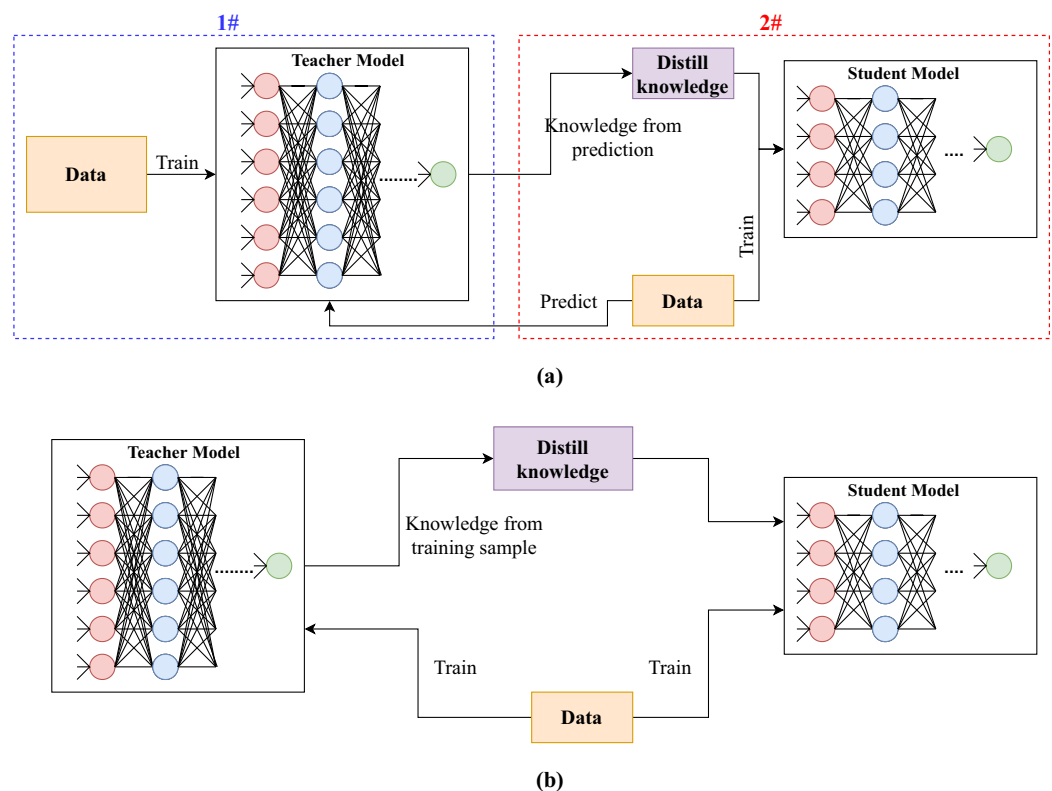 1#
2#
Teacher Model
Distill
knowledge
Student Model
Data
Train
Knowledge from
prediction
........
....
Train
Predict
Data
(a)
Teacher Model
Distill
knowledge
Student Model
Knowledge from
training sample
........
....
Train
Train
Data
(b)